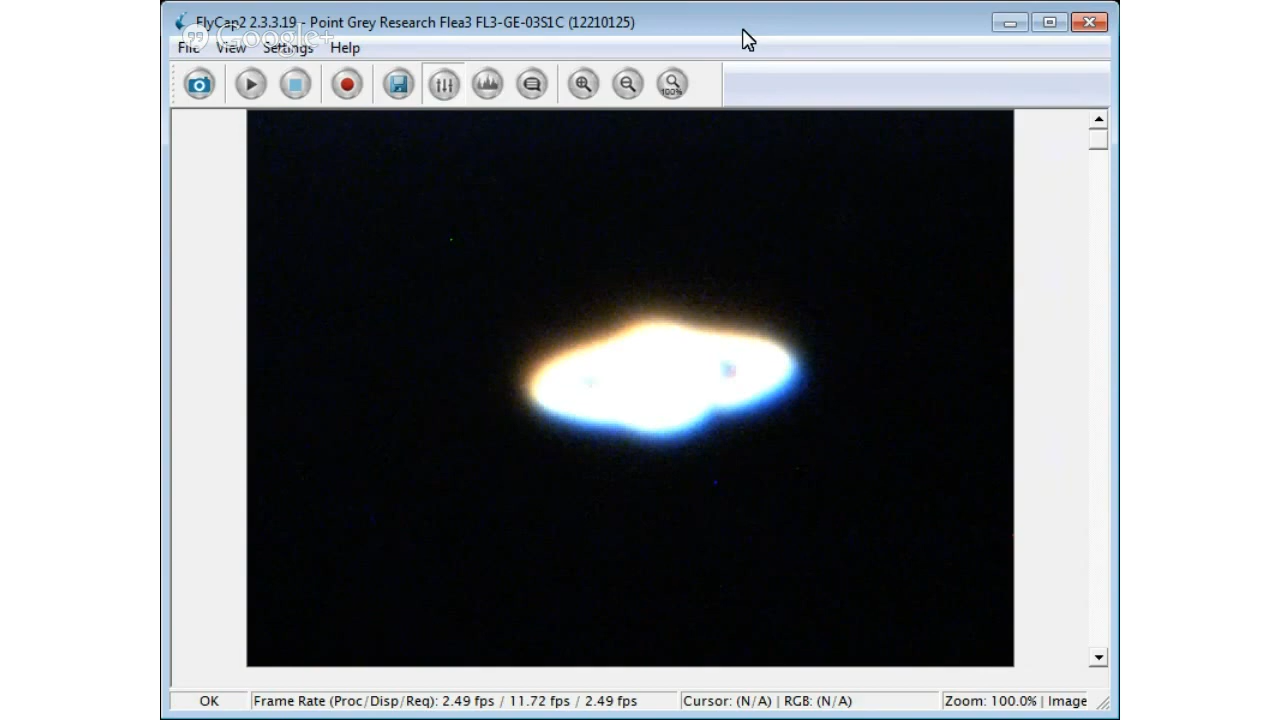 FlyCap2 2.3.3.19 - Point Grey Research Flea3 FL3-GE-03S1C (12210125)
Google+
File View Settings Help
100%
OK Frame Rate (Proc/Disp/Req): 2.49 fps / 11.72 fps / 2.49 fps Cursor: (N/A) | RGB: (N/A) Zoom: 100.0% | Image